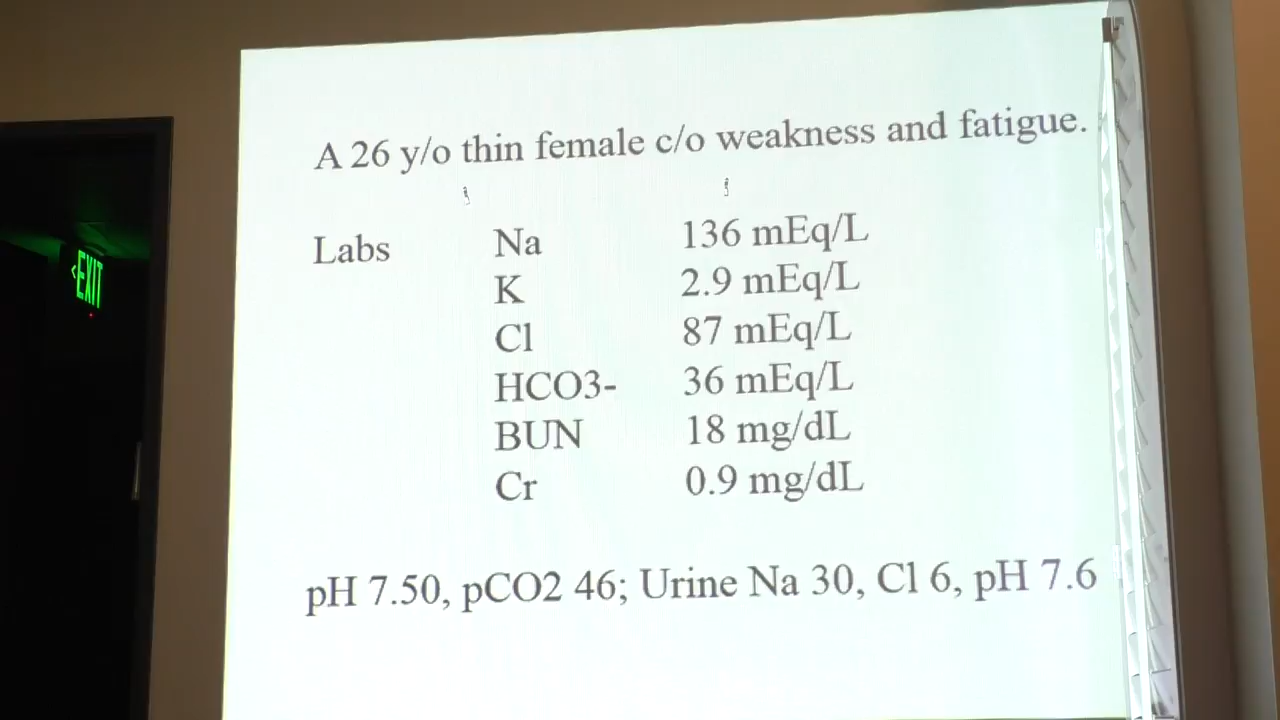 A 26 y/o thin female c/o weakness and fatigue.
Labs Na 136 mEq/L
K 2.9 mEq/L
Cl 87 mEq/L
HCO3- 36 mEq/L
BUN 18 mg/dL
Cr 0.9 mg/dL
pH 7.50, pCO2 46; Urine Na 30, Cl 6, pH 7.6
EXIT